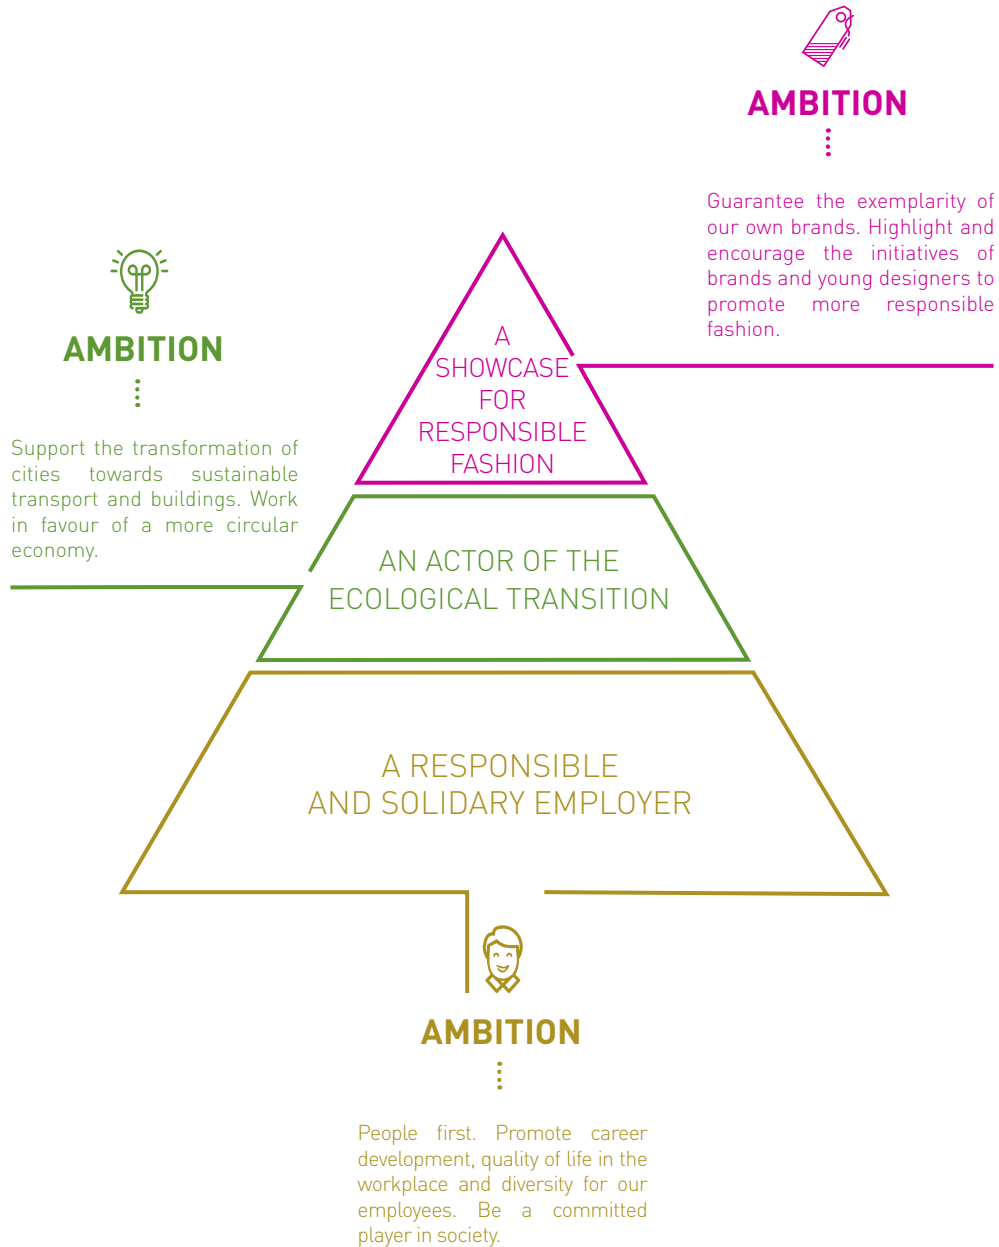 AMBITION
Guarantee the exemplarity of
our own brands. Highlight and
encourage the initiatives of
brands and young designers to
promote more responsible
fashion.
AMBITION
Support the transformation of
cities towards sustainable
transport and buildings. Work
in favour of a more circular
economy.
A
SHOWCASE
FOR
RESPONSIBLE
FASHION
AN ACTOR OF THE
ECOLOGICAL TRANSITION
A RESPONSIBLE
AND SOLIDARY EMPLOYER
AMBITION
People first. Promote career
development, quality of life in the
workplace and diversity for our
employees. Be a committed
player in society.